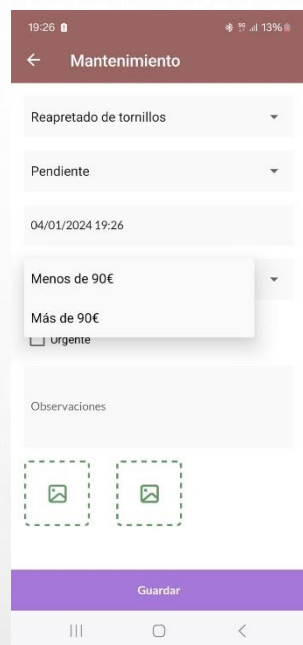 19:26 13%
Mantenimiento
Reapretado de tornillos
Pendiente
04/01/2024 19:26
Menos de 90€
Más de 90€
Urgente
Observaciones
Guardar